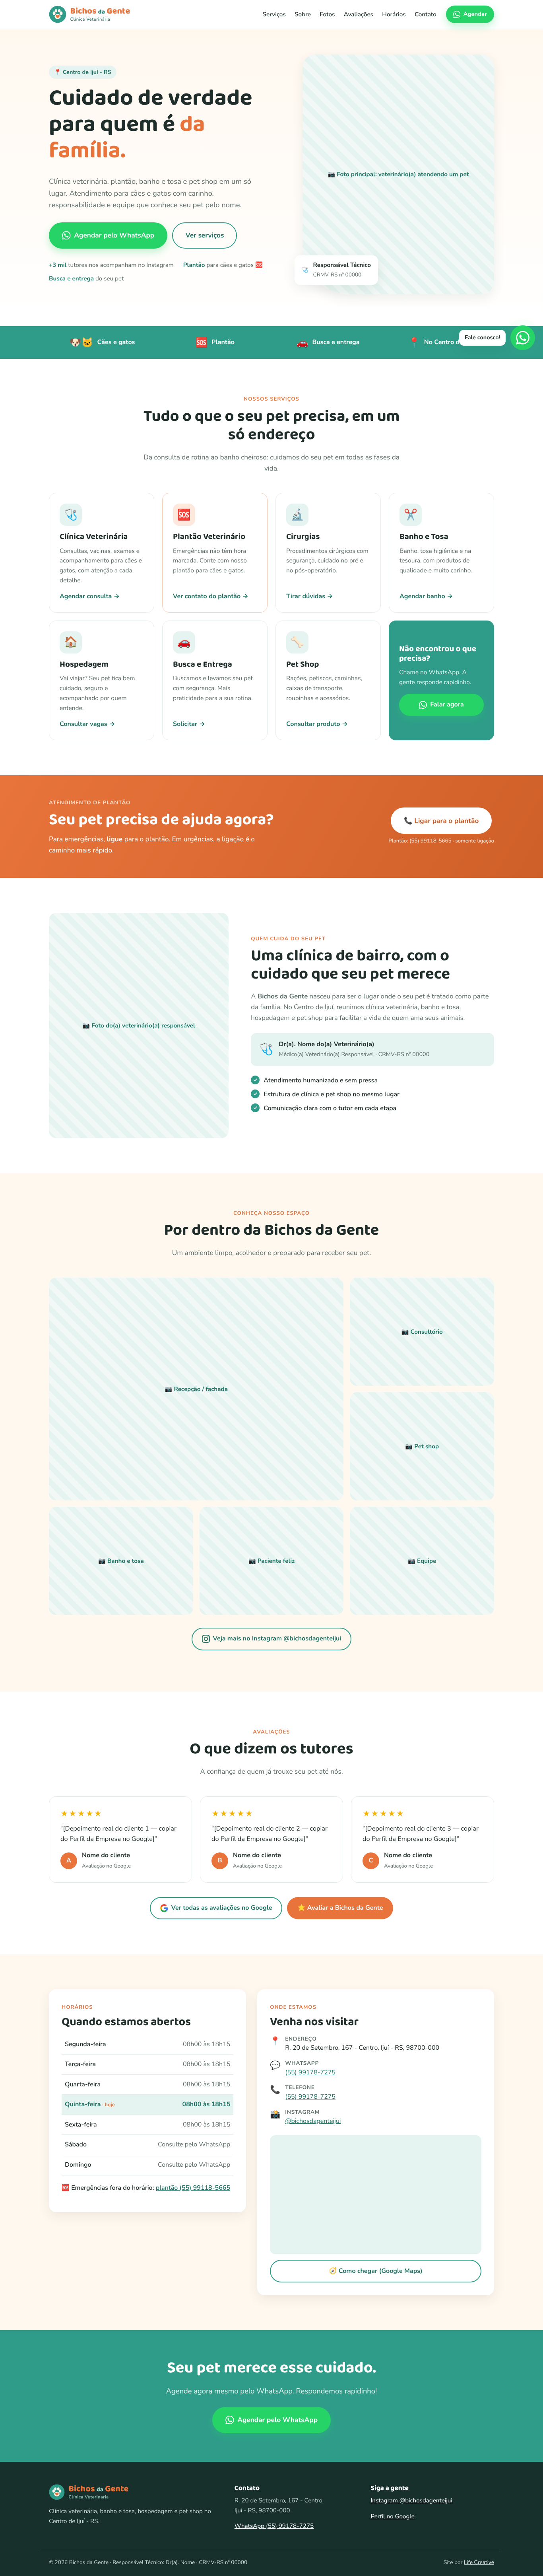 Bichos da Gente
Clínica Veterinária
Serviços Sobre Fotos Avaliações Horários Contato Agendar
📍 Centro de Ijuí - RS
Cuidado de verdade
para quem é da
família.
Clínica veterinária, plantão, banho e tosa e pet shop em um só
lugar. Atendimento para cães e gatos com carinho,
responsabilidade e equipe que conhece seu pet pelo nome.
Agendar pelo WhatsApp Ver serviços
+3 mil tutores nos acompanham no Instagram Plantão para cães e gatos 🆘
Busca e entrega do seu pet
📷 Foto principal: veterinário(a) atendendo um pet
Responsável Técnico
CRMV-RS nº 00000
Cães e gatos
🆘 Plantão
Busca e entrega
No Centro d
Fale conosco!
NOSSOS SERVIÇOS
Tudo o que o seu pet precisa, em um
só endereço
Da consulta de rotina ao banho cheiroso: cuidamos do seu pet em todas as fases da
vida.
Clínica Veterinária
Consultas, vacinas, exames e
acompanhamento para cães e
gatos, com atenção a cada
detalhe.
Agendar consulta →
🆘
Plantão Veterinário
Emergências não têm hora
marcada. Conte com nosso
plantão para cães e gatos.
Ver contato do plantão →
Cirurgias
Procedimentos cirúrgicos com
segurança, cuidado no pré e
no pós-operatório.
Tirar dúvidas →
Banho e Tosa
Banho, tosa higiênica e na
tesoura, com produtos de
qualidade e muito carinho.
Agendar banho →
Hospedagem
Vai viajar? Seu pet fica bem
cuidado, seguro e
acompanhado por quem
entende.
Consultar vagas →
Busca e Entrega
Buscamos e levamos seu pet
com segurança. Mais
praticidade para a sua rotina.
Solicitar →
Pet Shop
Rações, petiscos, caminhas,
caixas de transporte,
roupinhas e acessórios.
Consultar produto →
Não encontrou o que
precisa?
Chame no WhatsApp. A
gente responde rapidinho.
Falar agora
ATENDIMENTO DE PLANTÃO
Seu pet precisa de ajuda agora?
Para emergências, ligue para o plantão. Em urgências, a ligação é o
caminho mais rápido.
📞 Ligar para o plantão
Plantão: (55) 99118-5665 · somente ligação
📷 Foto do(a) veterinário(a) responsável
QUEM CUIDA DO SEU PET
Uma clínica de bairro, com o
cuidado que seu pet merece
A Bichos da Gente nasceu para ser o lugar onde o seu pet é tratado como parte
da família. No Centro de Ijuí, reunimos clínica veterinária, banho e tosa,
hospedagem e pet shop para facilitar a vida de quem ama seus animais.
Dr(a). Nome do(a) Veterinário(a)
Médico(a) Veterinário(a) Responsável · CRMV-RS nº 00000
Atendimento humanizado e sem pressa
Estrutura de clínica e pet shop no mesmo lugar
Comunicação clara com o tutor em cada etapa
CONHEÇA NOSSO ESPAÇO
Por dentro da Bichos da Gente
Um ambiente limpo, acolhedor e preparado para receber seu pet.
📷 Recepção / fachada
📷 Consultório
📷 Pet shop
📷 Banho e tosa
📷 Paciente feliz
📷 Equipe
Veja mais no Instagram @bichosdagenteijui
AVALIAÇÕES
O que dizem os tutores
A confiança de quem já trouxe seu pet até nós.
★★★★★
"[Depoimento real do cliente 1 — copiar
do Perfil da Empresa no Google]"
A
Nome do cliente
Avaliação no Google
★★★★★
"[Depoimento real do cliente 2 — copiar
do Perfil da Empresa no Google]"
B
Nome do cliente
Avaliação no Google
★★★★★
"[Depoimento real do cliente 3 — copiar
do Perfil da Empresa no Google]"
C
Nome do cliente
Avaliação no Google
Ver todas as avaliações no Google
⭐ Avaliar a Bichos da Gente
HORÁRIOS
Quando estamos abertos
Segunda-feira 08h00 às 18h15
Terça-feira 08h00 às 18h15
Quarta-feira 08h00 às 18h15
Quinta-feira · hoje 08h00 às 18h15
Sexta-feira 08h00 às 18h15
Sábado Consulte pelo WhatsApp
Domingo Consulte pelo WhatsApp
🆘 Emergências fora do horário: plantão (55) 99118-5665
ONDE ESTAMOS
Venha nos visitar
ENDEREÇO
R. 20 de Setembro, 167 - Centro, Ijuí - RS, 98700-000
WHATSAPP
(55) 99178-7275
TELEFONE
(55) 99178-7275
INSTAGRAM
@bichosdagenteijui
🧭 Como chegar (Google Maps)
Seu pet merece esse cuidado.
Agende agora mesmo pelo WhatsApp. Respondemos rapidinho!
Agendar pelo WhatsApp
Bichos da Gente
Clínica Veterinária
Clínica veterinária, banho e tosa, hospedagem e pet shop no
Centro de Ijuí - RS.
Contato
R. 20 de Setembro, 167 - Centro
Ijuí - RS, 98700-000
WhatsApp (55) 99178-7275
Siga a gente
Instagram @bichosdagenteijui
Perfil no Google
© 2026 Bichos da Gente · Responsável Técnico: Dr(a). Nome · CRMV-RS nº 00000
Site por Life Creative